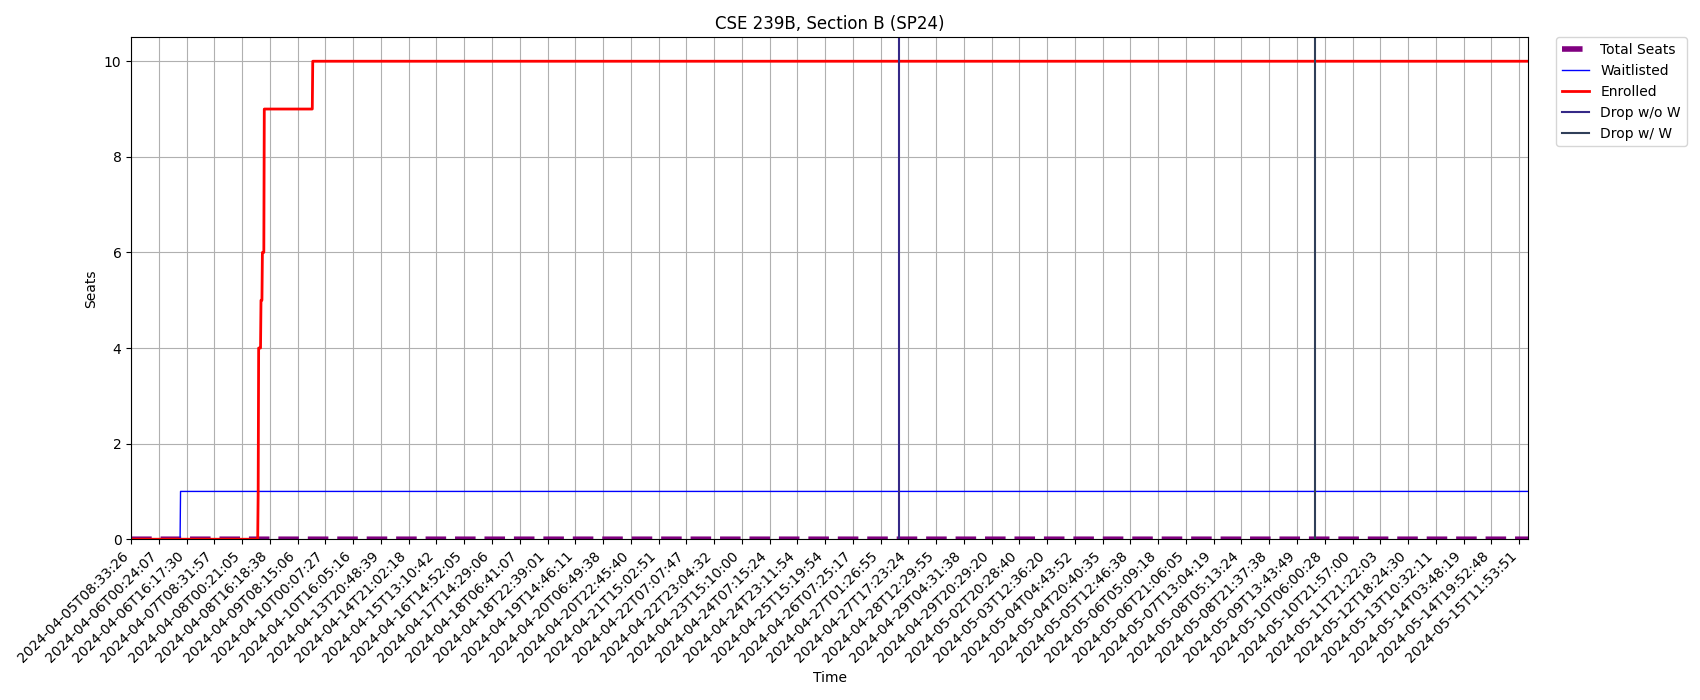 CSE 239B, Section B (SP24)
Total Seats
Waitlisted
Enrolled
Drop w/o W
Drop w/ W
Seats
10
8
6
4
2
0
2024-04-05T08:33:26
2024-04-06T00:24:07
2024-04-06T16:17:30
2024-04-07T08:31:57
2024-04-08T00:21:05
2024-04-08T16:18:38
2024-04-09T08:15:06
2024-04-10T00:07:27
2024-04-10T16:05:16
2024-04-13T20:48:39
2024-04-14T21:02:18
2024-04-15T13:10:42
2024-04-16T14:52:05
2024-04-17T14:29:06
2024-04-18T06:41:07
2024-04-18T22:39:01
2024-04-19T14:46:11
2024-04-20T06:49:38
2024-04-20T22:45:40
2024-04-21T15:02:51
2024-04-22T07:07:47
2024-04-22T23:04:32
2024-04-23T15:10:00
2024-04-24T07:15:24
2024-04-24T23:11:54
2024-04-25T15:19:54
2024-04-26T07:25:17
2024-04-27T01:26:55
2024-04-27T17:23:24
2024-04-28T12:29:55
2024-04-29T04:31:38
2024-04-29T20:29:20
2024-05-02T20:28:40
2024-05-03T12:36:20
2024-05-04T04:43:52
2024-05-04T20:40:35
2024-05-05T12:46:38
2024-05-06T05:09:18
2024-05-06T21:06:05
2024-05-07T13:04:19
2024-05-08T05:13:24
2024-05-08T21:37:38
2024-05-09T13:43:49
2024-05-10T06:00:28
2024-05-10T21:57:00
2024-05-11T21:22:03
2024-05-12T18:24:30
2024-05-13T10:32:11
2024-05-14T03:48:19
2024-05-14T19:52:48
2024-05-15T11:53:51
Time